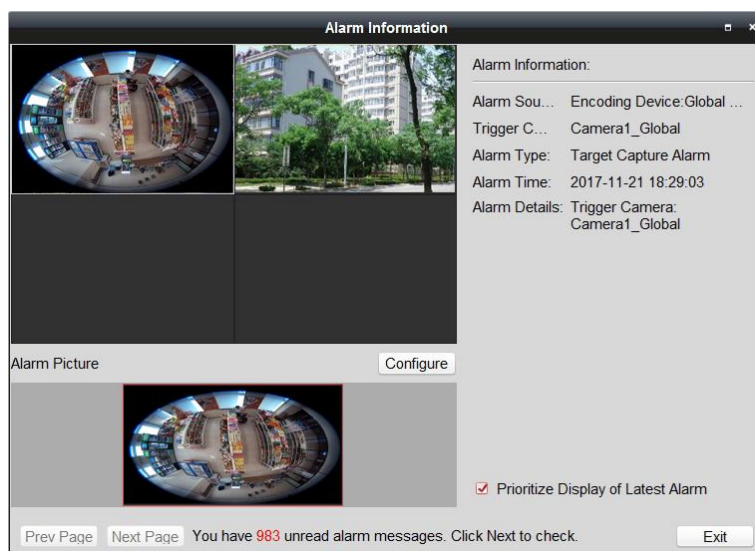 Alarm Information
Alarm Information:
Alarm Sou... Encoding Device:Global ...
Trigger C... Camera1_Global
Alarm Type: Target Capture Alarm
Alarm Time: 2017-11-21 18:29:03
Alarm Details: Trigger Camera:
Camera1_Global
Alarm Picture
Configure
Prioritize Display of Latest Alarm
Prev Page Next Page You have 983 unread alarm messages. Click Next to check. Exit